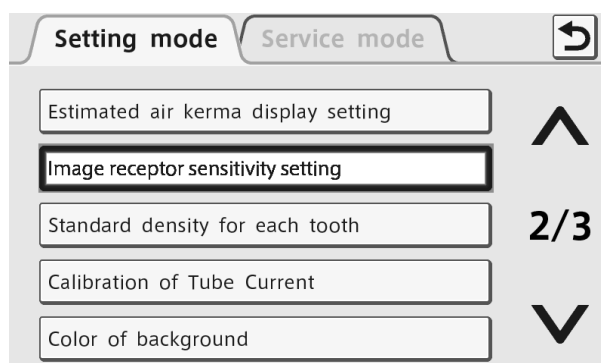 Setting mode Service mode
Estimated air kerma display setting
Image receptor sensitivity setting
Standard density for each tooth
2/3
Calibration of Tube Current
Color of background